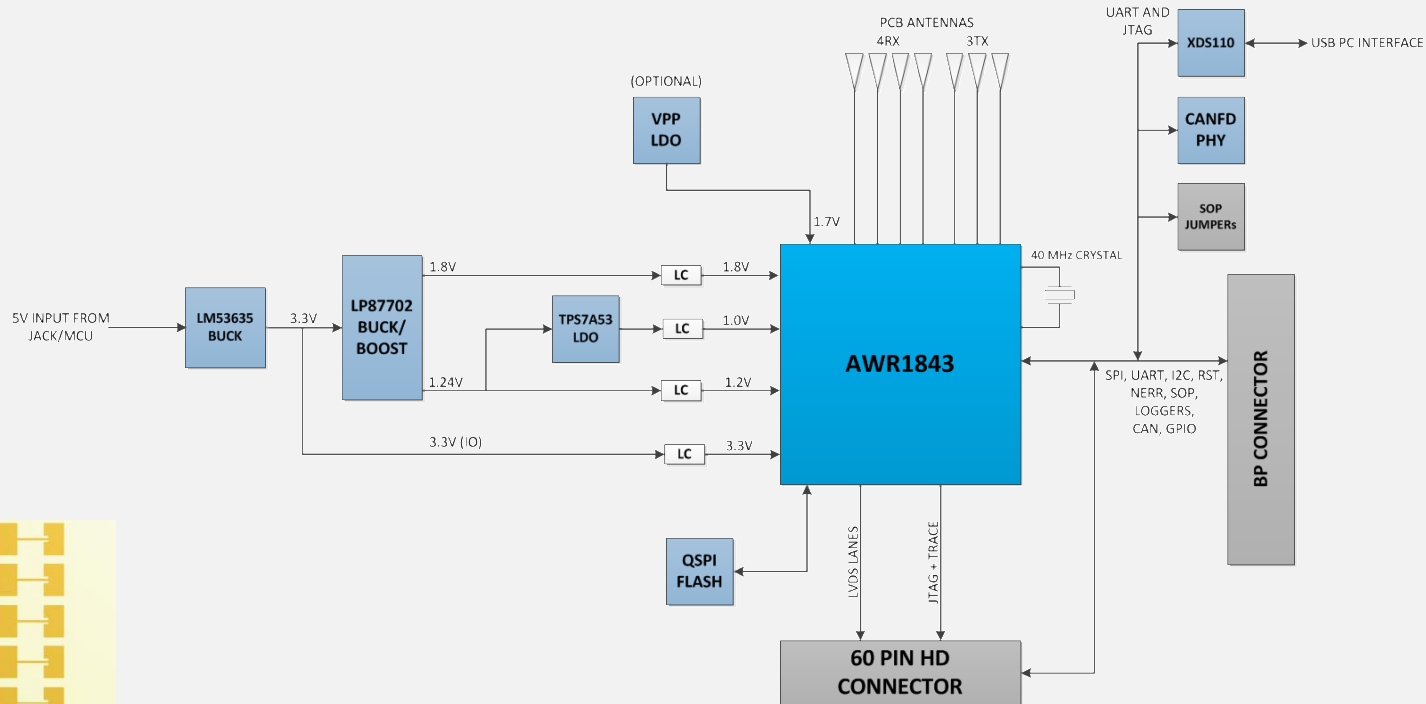 PCB ANTENNAS
4RX
3TX
UART AND
JTAG
XDS110
USB PC INTERFACE
(OPTIONAL)
VPP
LDO
CANFD
PHY
SOP
JUMPERs
1.7V
40 MHz CRYSTAL
5V INPUT FROM
JACK/MCU
LM53635
BUCK
3.3V
LP87702
BUCK/
BOOST
1.8V
LC
1.8V
TPS7A53
LDO
LC
1.0V
1.24V
LC
1.2V
3.3V (IO)
LC
3.3V
AWR1843
SPI, UART, I2C, RST,
NERR, SOP,
LOGGERS,
CAN, GPIO
BP CONNECTOR
QSPI
FLASH
LVDS LANES
JTAG + TRACE
60 PIN HD
CONNECTOR